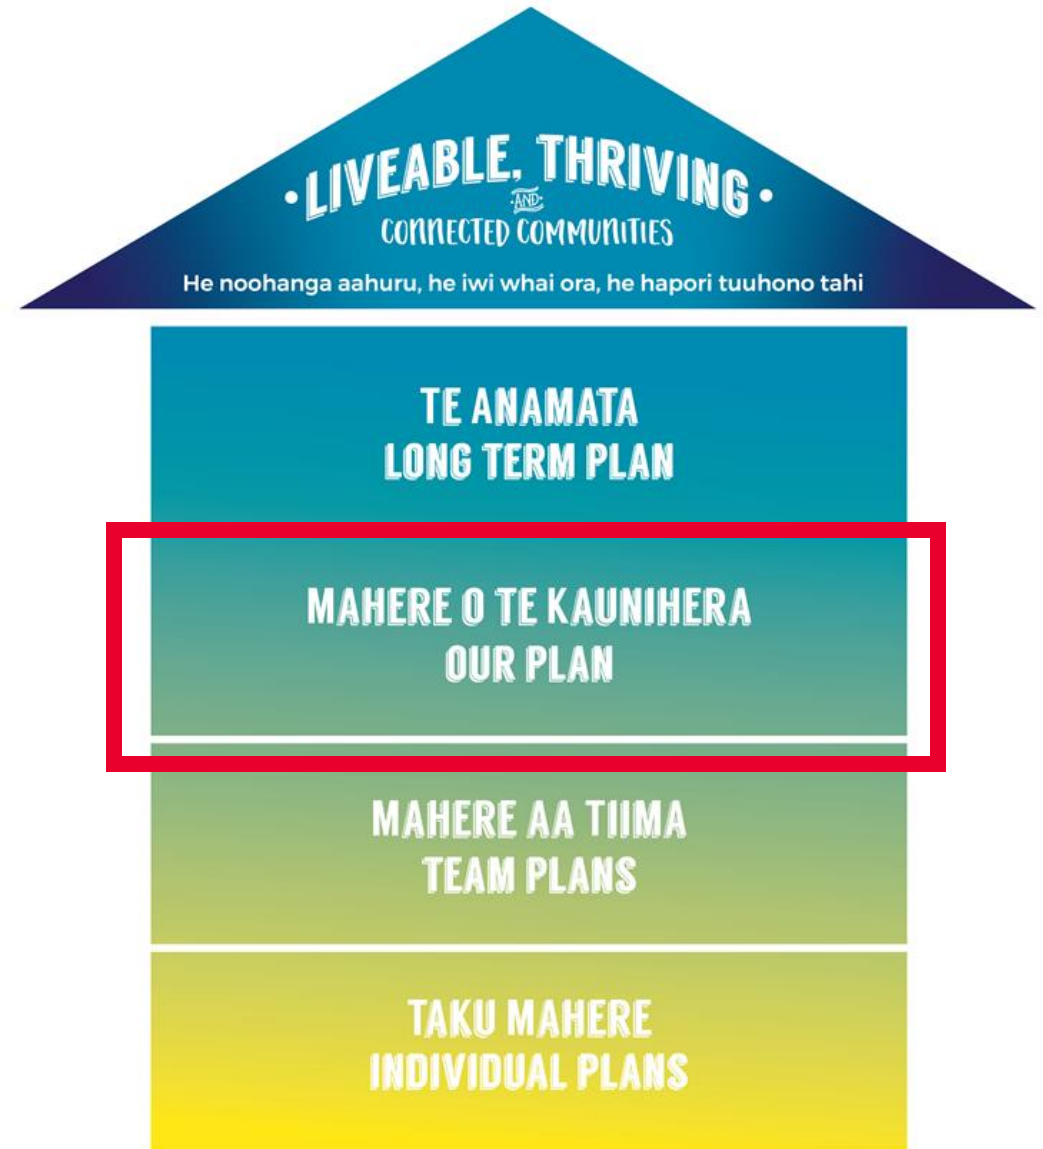 • LIVEABLE, THRIVING •
·AND·
CONNECTED COMMUNITIES
He noohanga aahuru, he iwi whai ora, he hapori tuuhono tahi
TE ANAMATA
LONG TERM PLAN
MAHERE O TE KAUNIHERA
OUR PLAN
MAHERE AA TIIMA
TEAM PLANS
TAKU MAHERE
INDIVIDUAL PLANS